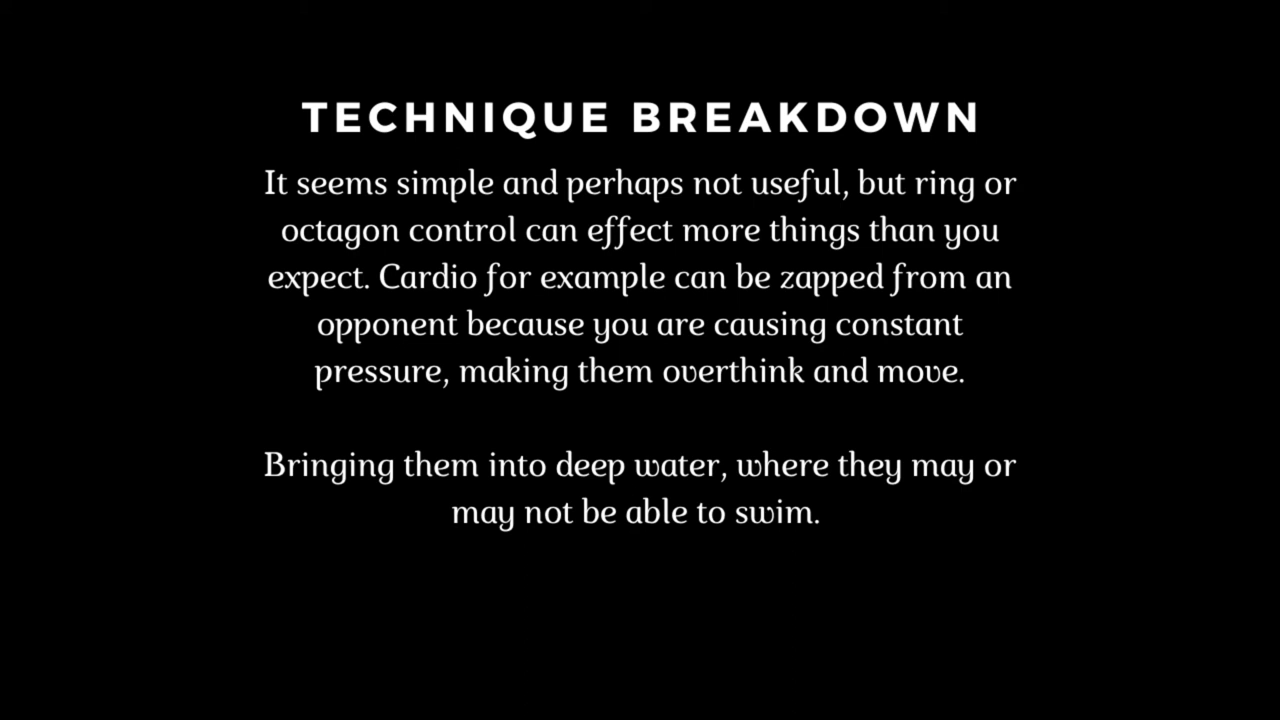 TECHNIQUE BREAKDOWN
It seems simple and perhaps not useful, but ring or
octagon control can effect more things than you
expect. Cardio for example can be zapped from an
opponent because you are causing constant
pressure, making them overthink and move.
Bringing them into deep water, where they may or
may not be able to swim.